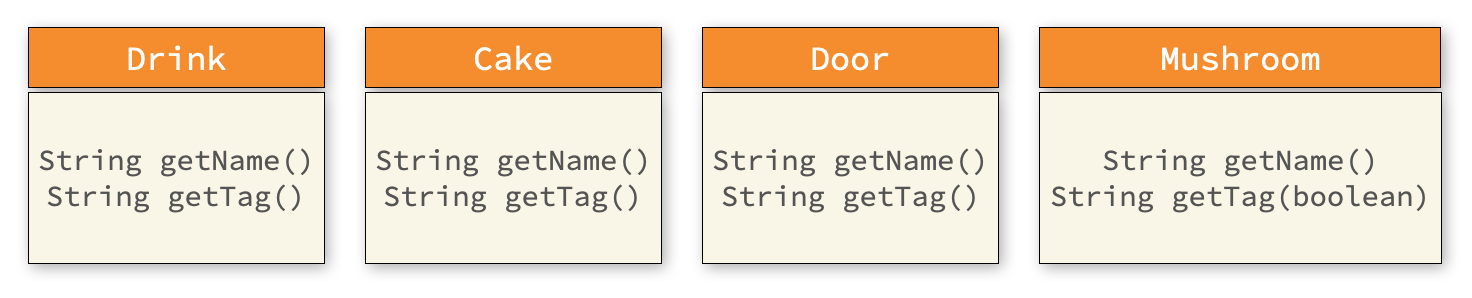 Drink
String getName()
String getTag()
Cake
String getName()
String getTag()
Door
String getName()
String getTag()
Mushroom
String getName()
String getTag(boolean)